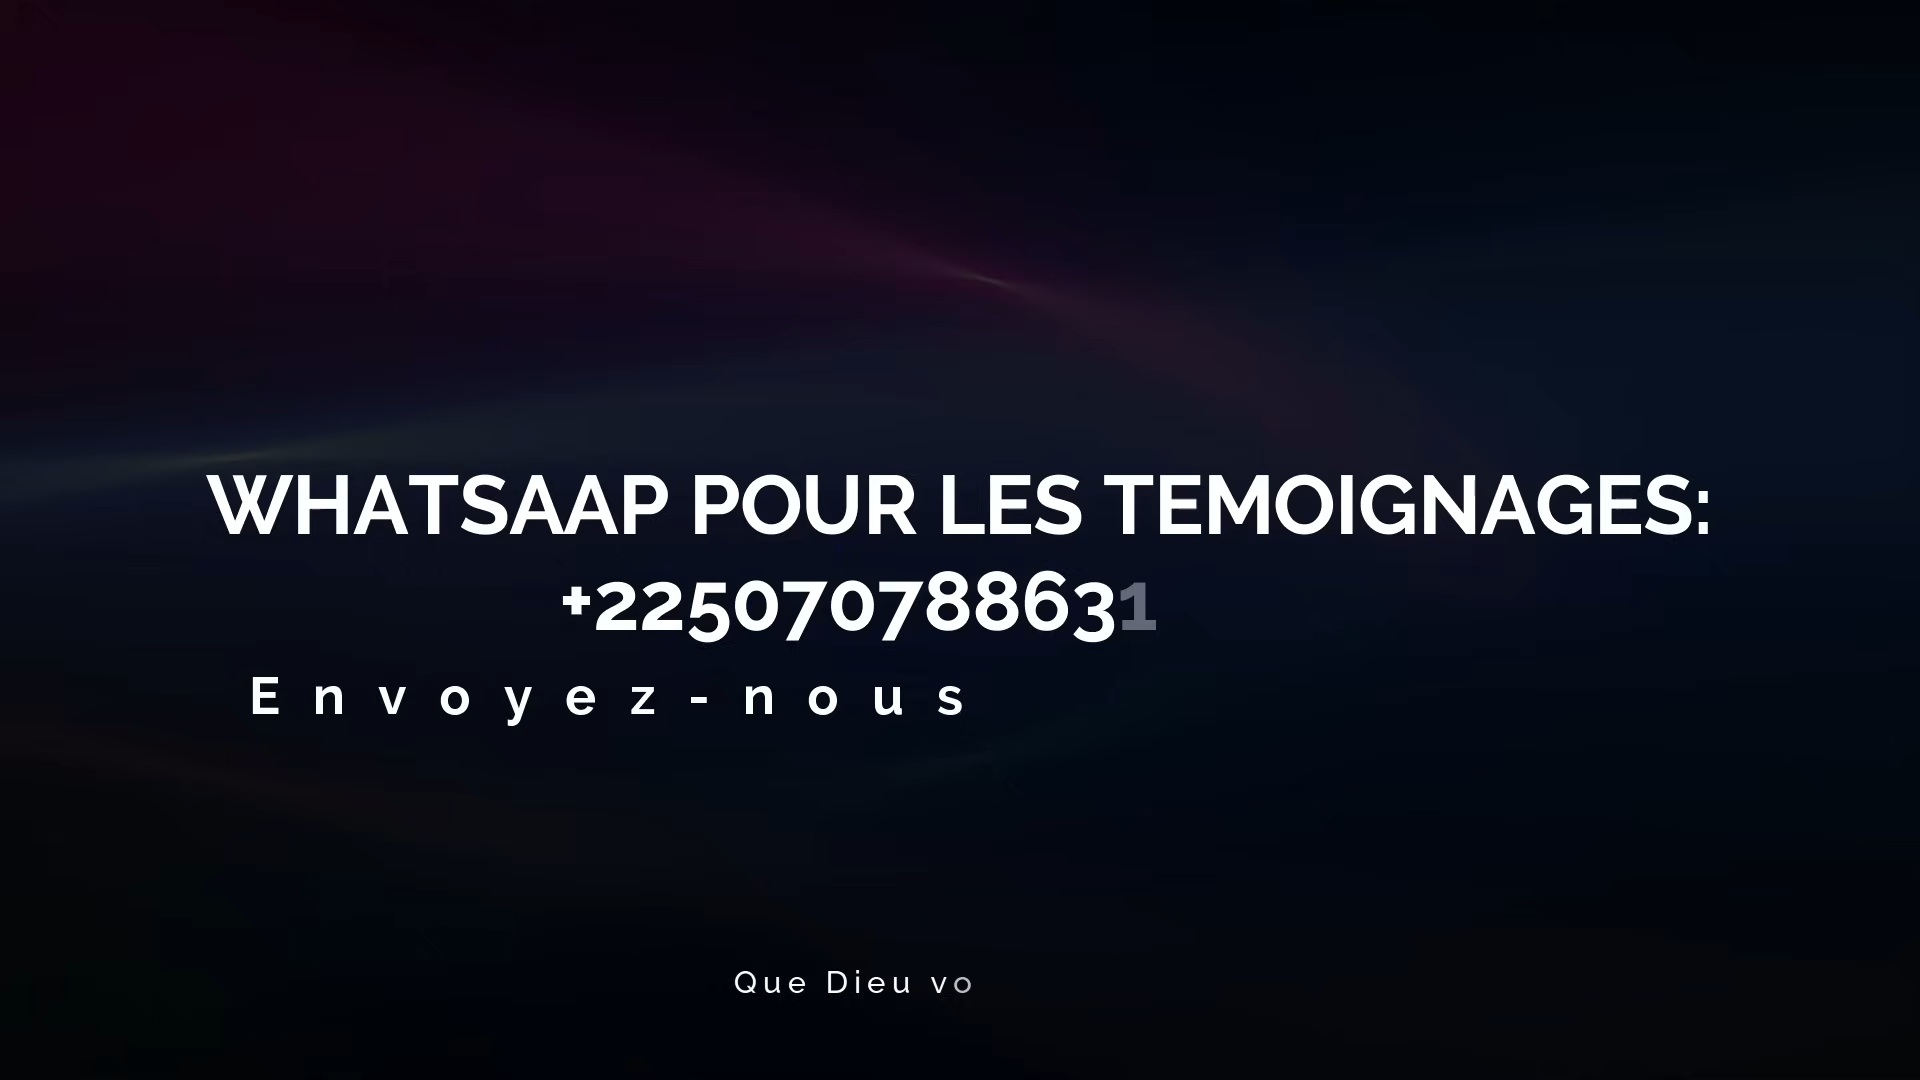 WHATSAAP POUR LES TEMOIGNAGES:
+225070788631
Envoyez-nous
Que Dieu vo